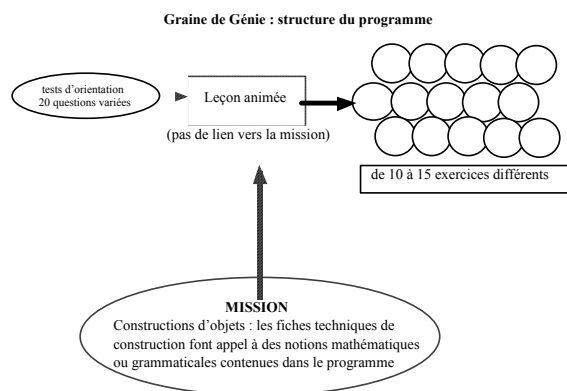 Graine de Génie : structure du programme
tests d’orientation
20 questions variées
Leçon animée
(pas de lien vers la mission)
de 10 à 15 exercices différents
MISSION
Constructions d’objets : les fiches techniques de
construction font appel à des notions mathématiques
ou grammaticales contenues dans le programme